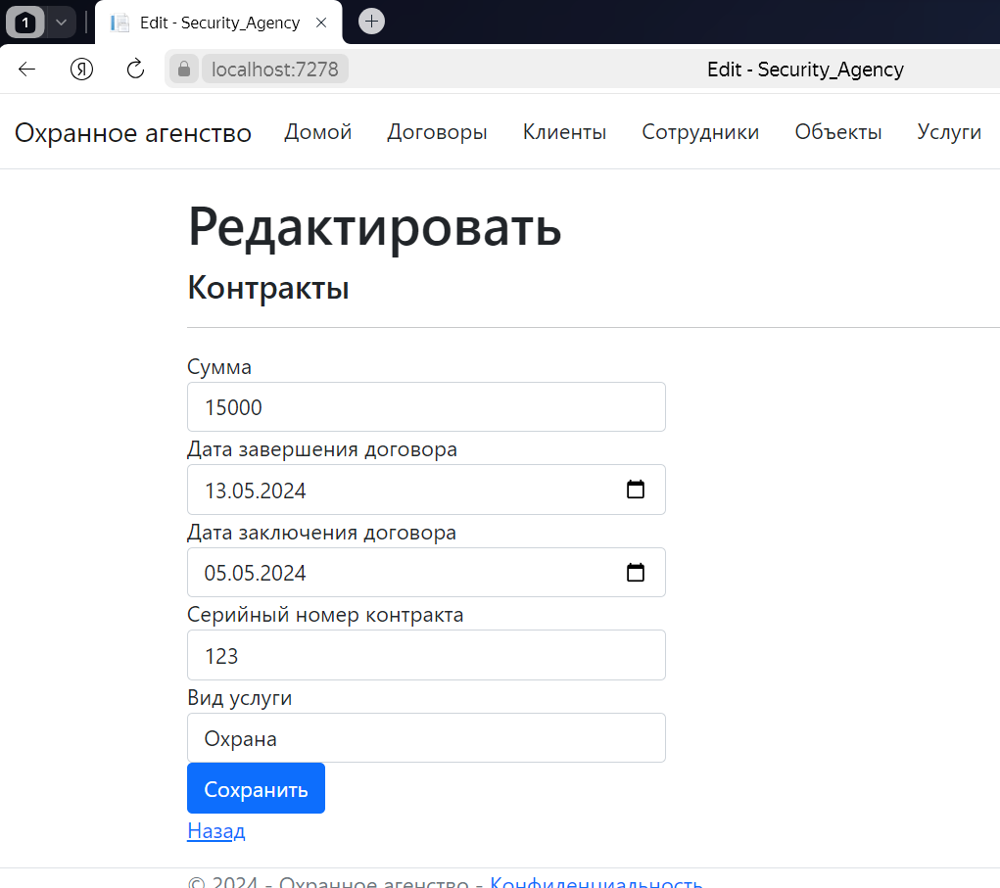 1 Edit - Security_Agency
Я localhost:7278 Edit - Security_Agency
Охранное агенство Домой Договоры Клиенты Сотрудники Объекты Услуги
Редактировать
Контракты
Сумма
15000
Дата завершения договора
13.05.2024
Дата заключения договора
05.05.2024
Серийный номер контракта
123
Вид услуги
Охрана
Сохранить
Назад
© 2024 - Охранное агенство - Конфиденциальность